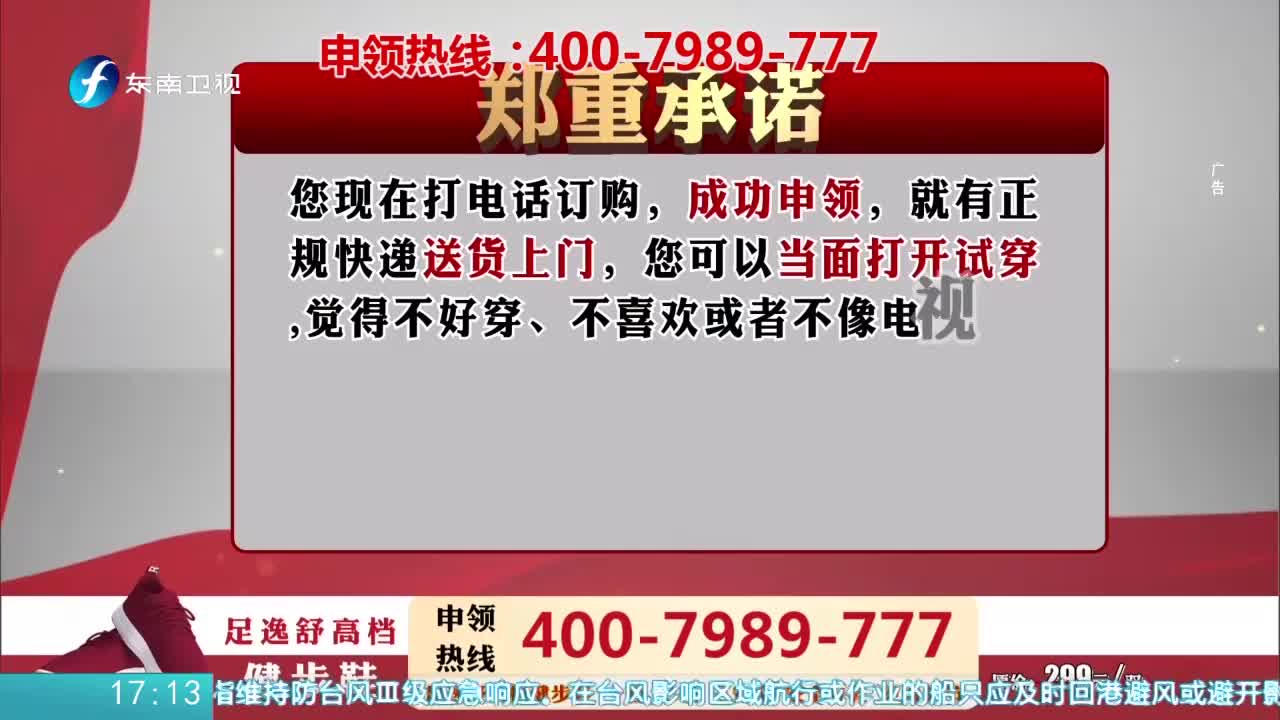 申领热线：400-7989-777
东南卫视
郑重承诺
广告
您现在打电话订购，成功申领，就有正
规快递送货上门，您可以当面打开试穿
,觉得不好穿、不喜欢或者不像电视
足逸舒高档
健步鞋
申领
热线
400-7989-777
299元/双
17:13
维持防台风Ⅲ级应急响应。在台风影响区域航行或作业的船只应及时回港避风或避开